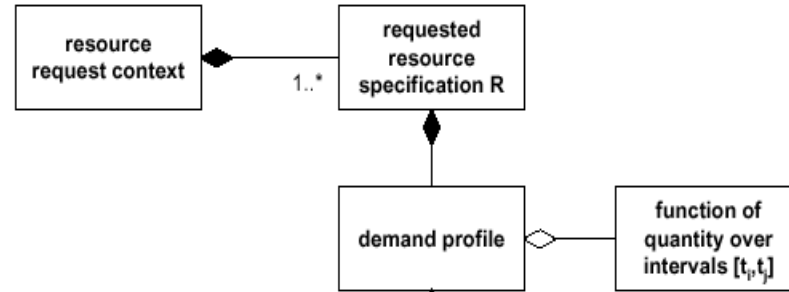 resource
request context
1..*
requested
resource
specification R
demand profile
function of
quantity over
intervals [ti,tj]